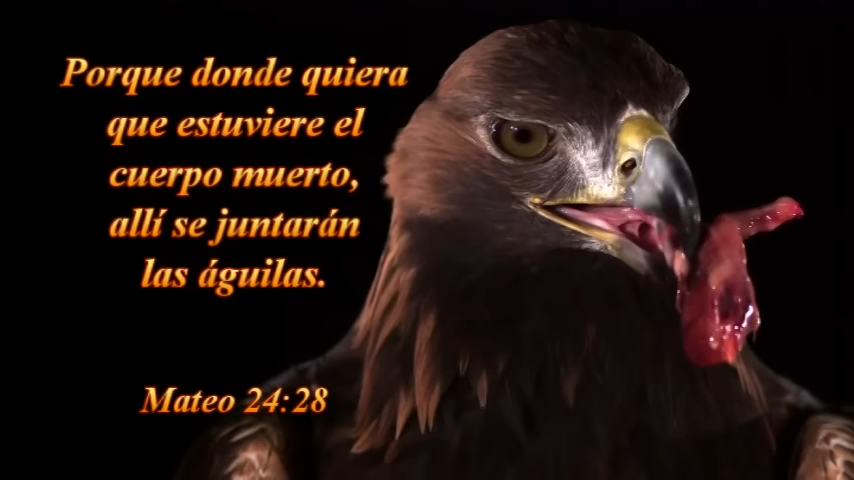 Porque donde quiera
que estuviere el
cuerpo muerto,
allí se juntarán
las águilas.
Mateo 24:28